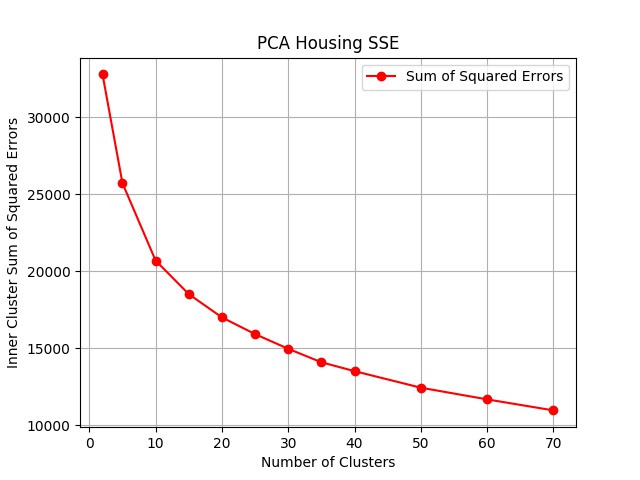 PCA Housing SSE
Sum of Squared Errors
Inner Cluster Sum of Squared Errors
30000
25000
20000
15000
10000
0 10 20 30 40 50 60 70
Number of Clusters